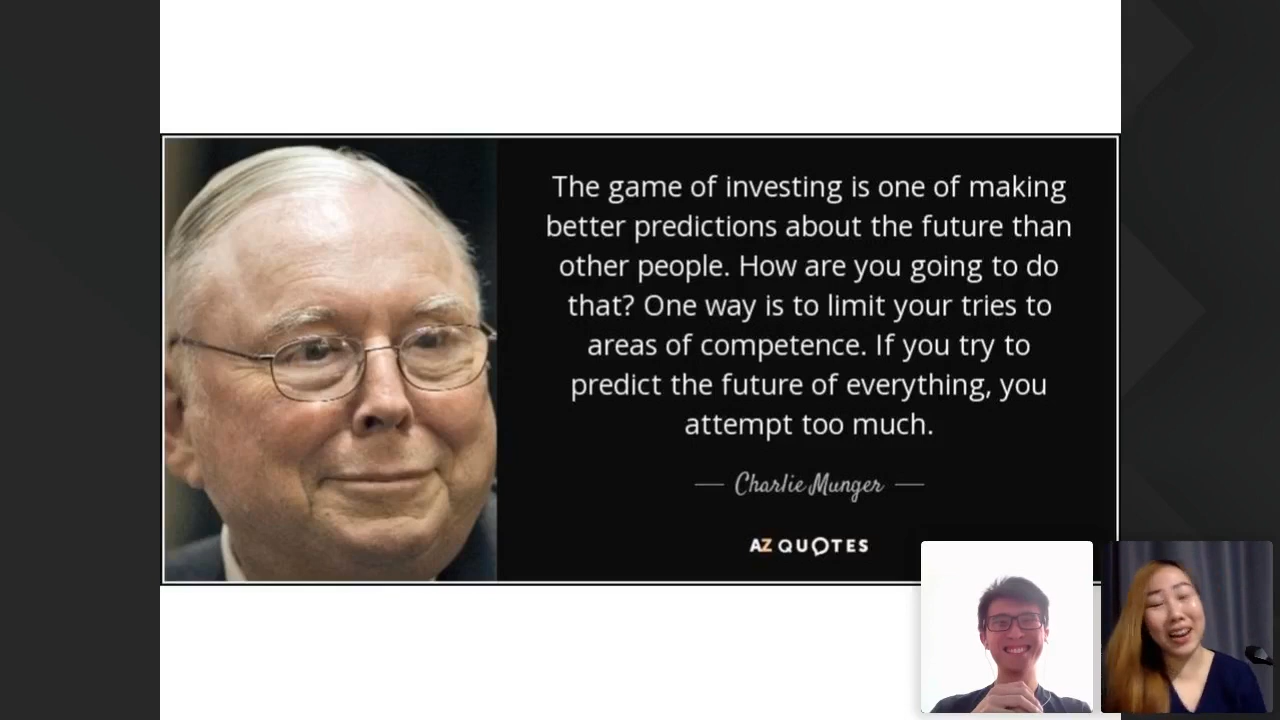 The game of investing is one of making
better predictions about the future than
other people. How are you going to do
that? One way is to limit your tries to
areas of competence. If you try to
predict the future of everything, you
attempt too much.
Charlie Munger
AZ QUOTES